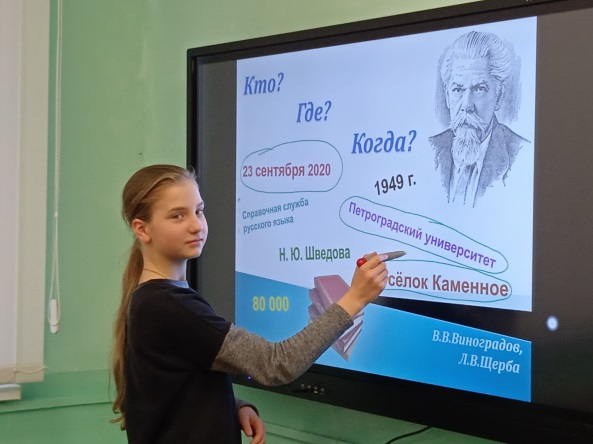 Кто?
Где?
Когда?
23 сентября 2020
1949 г.
Справочная служба
русского языка
Петроградский университет
Н. Ю. Шведова
сёлок Каменное
80 000
В.В.Виноградов,
Л.В.Щерба